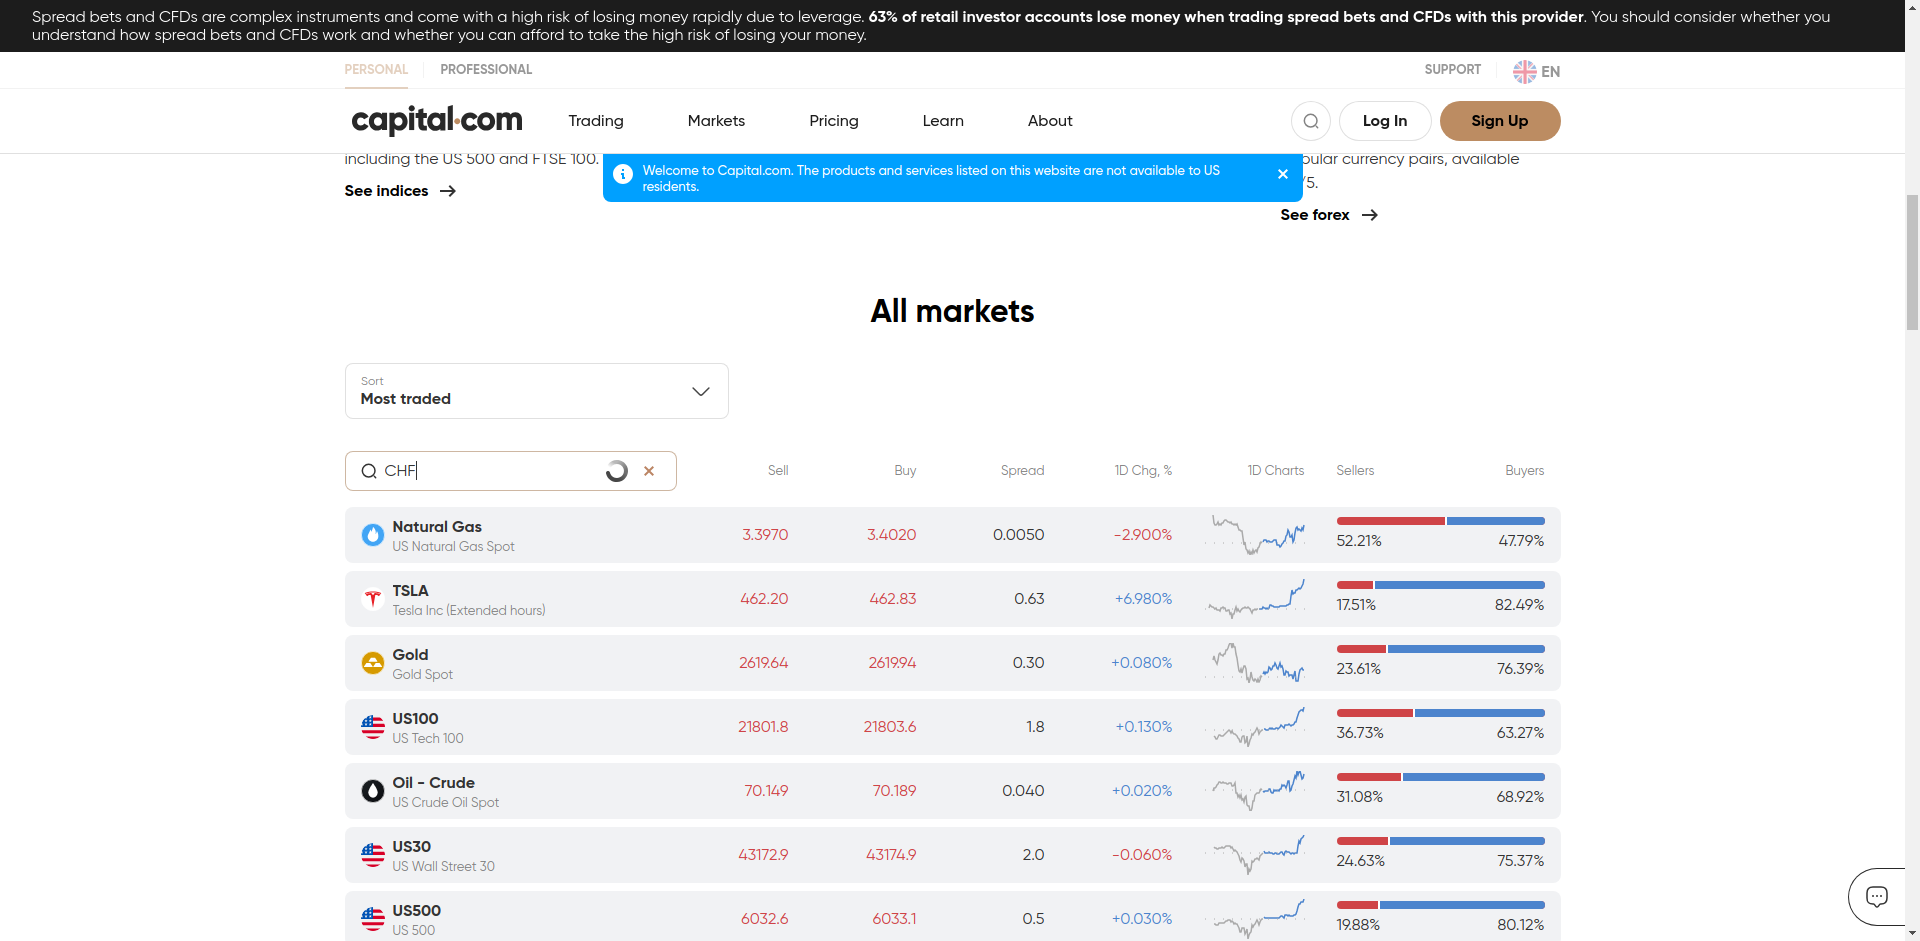 Spread bets and CFDs are complex instruments and come with a high risk of losing money rapidly due to leverage. 63% of retail investor accounts lose money when trading spread bets and CFDs with this provider. You should consider whether you
understand how spread bets and CFDs work and whether you can afford to take the high risk of losing your money.
PERSONAL PROFESSIONAL SUPPORT EN
capital.com Trading Markets Pricing Learn About Log In Sign Up
including the US 500 and FTSE 100.
Welcome to Capital.com. The products and services listed on this website are not available to US
residents.
pular currency pairs, available
/5.
See indices
See forex
All markets
Sort
Most traded
CHF Sell Buy Spread 1D Chg, % 1D Charts Sellers Buyers
Natural Gas
US Natural Gas Spot
3.3970 3.4020 0.0050 -2.900% 52.21% 47.79%
TSLA
Tesla Inc (Extended hours)
462.20 462.83 0.63 +6.980% 17.51% 82.49%
Gold
Gold Spot
2619.64 2619.94 0.30 +0.080% 23.61% 76.39%
US100
US Tech 100
21801.8 21803.6 1.8 +0.130% 36.73% 63.27%
Oil - Crude
US Crude Oil Spot
70.149 70.189 0.040 +0.020% 31.08% 68.92%
US30
US Wall Street 30
43172.9 43174.9 2.0 -0.060% 24.63% 75.37%
US500
US 500
6032.6 6033.1 0.5 +0.030% 19.88% 80.12%